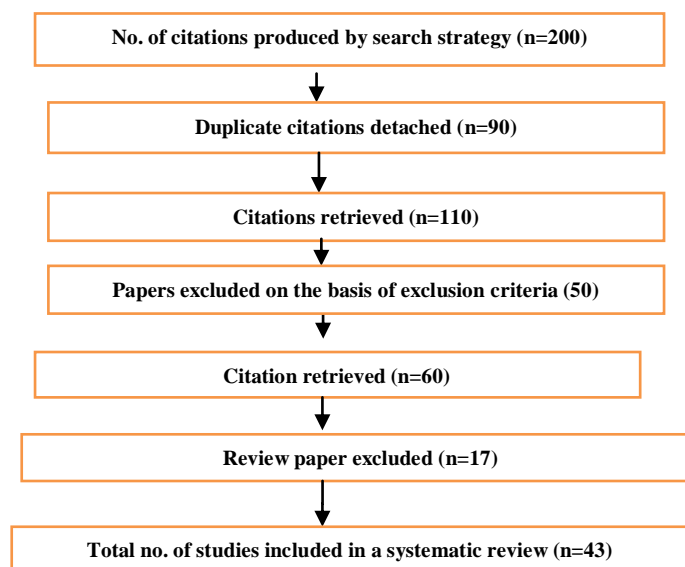 No. of citations produced by search strategy (n=200)
Duplicate citations detached (n=90)
Citations retrieved (n=110)
Papers excluded on the basis of exclusion criteria (50)
Citation retrieved (n=60)
Review paper excluded (n=17)
Total no. of studies included in a systematic review (n=43)